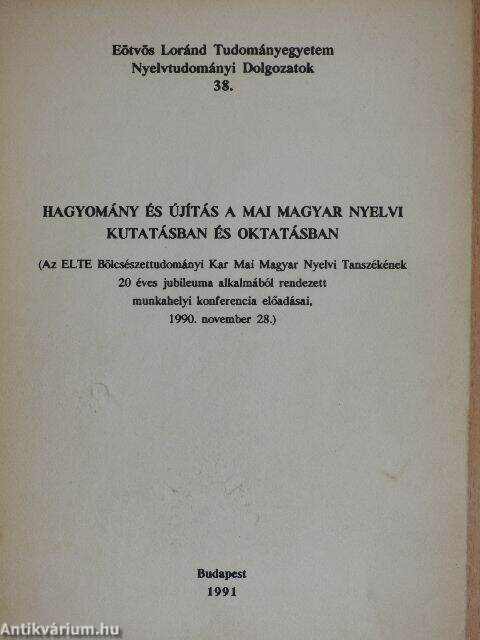 Eötvös Loránd Tudományegyetem
Nyelvtudományi Dolgozatok
38.
HAGYOMÁNY ÉS ÚJÍTÁS A MAI MAGYAR NYELVI
KUTATÁSBAN ÉS OKTATÁSBAN
(Az ELTE Bölcsészettudományi Kar Mai Magyar Nyelvi Tanszékének
20 éves jubileuma alkalmából rendezett
munkahelyi konferencia előadásai,
1990. november 28.)
Budapest
1991
Antikvárium.hu